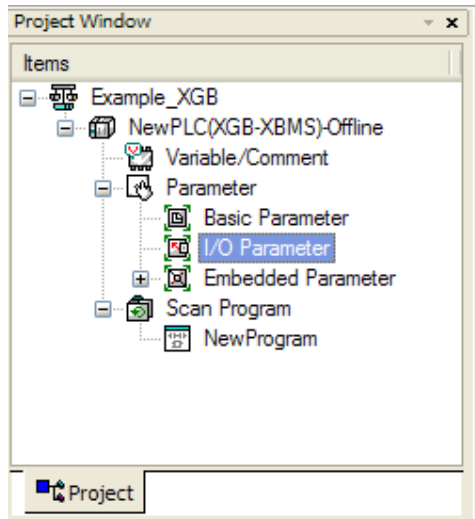 Project Window
Items
Example_XGB
NewPLC(XGB-XBMS)-Offline
Variable/Comment
Parameter
Basic Parameter
I/O Parameter
Embedded Parameter
Scan Program
NewProgram
Project